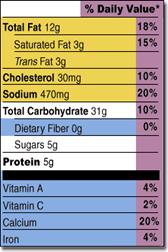 % Daily Value*
Total Fat 12g 18%
Saturated Fat 3g 15%
Trans Fat 3g
Cholesterol 30mg 10%
Sodium 470mg 20%
Total Carbohydrate 31g 10%
Dietary Fiber 0g 0%
Sugars 5g
Protein 5g
Vitamin A 4%
Vitamin C 2%
Calcium 20%
Iron 4%